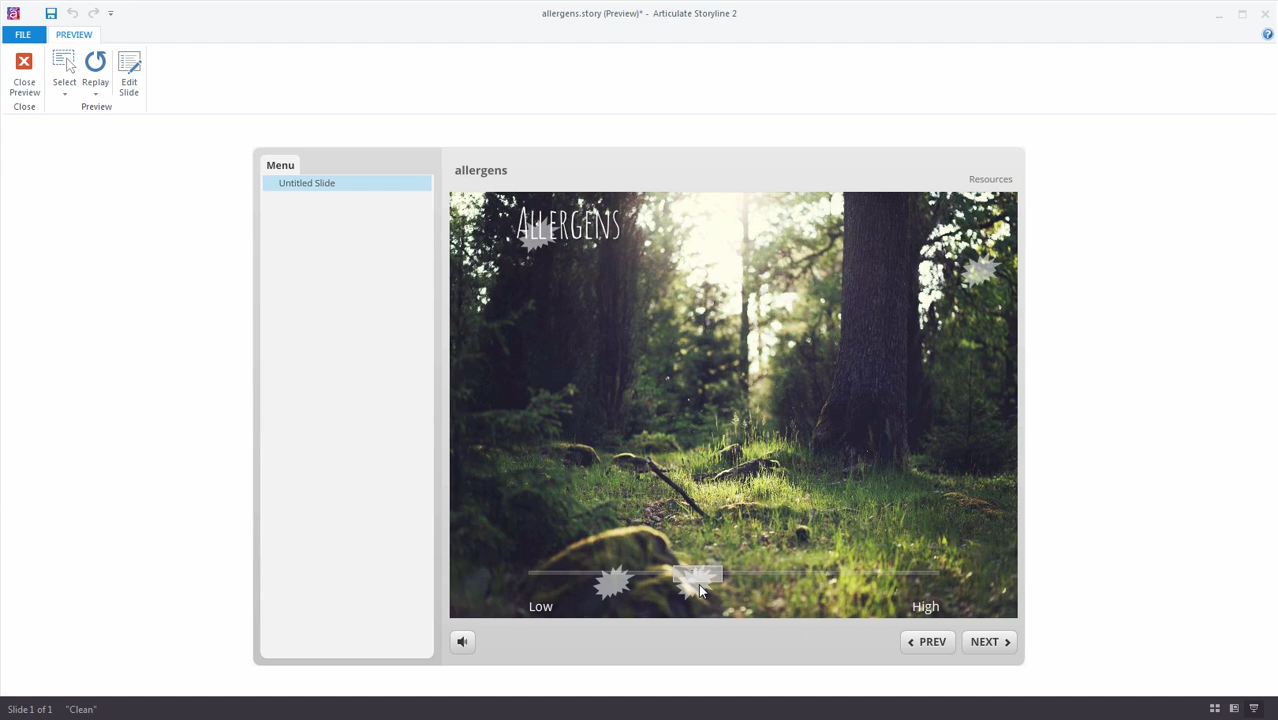 allergens.story (Preview)* - Articulate Storyline 2
FILE
PREVIEW
Close Preview
Select
Replay
Edit Slide
Close
Preview
Menu
Untitled Slide
allergens
Resources
Allergens
Low
High
PREV
NEXT
Slide 1 of 1
"Clean"